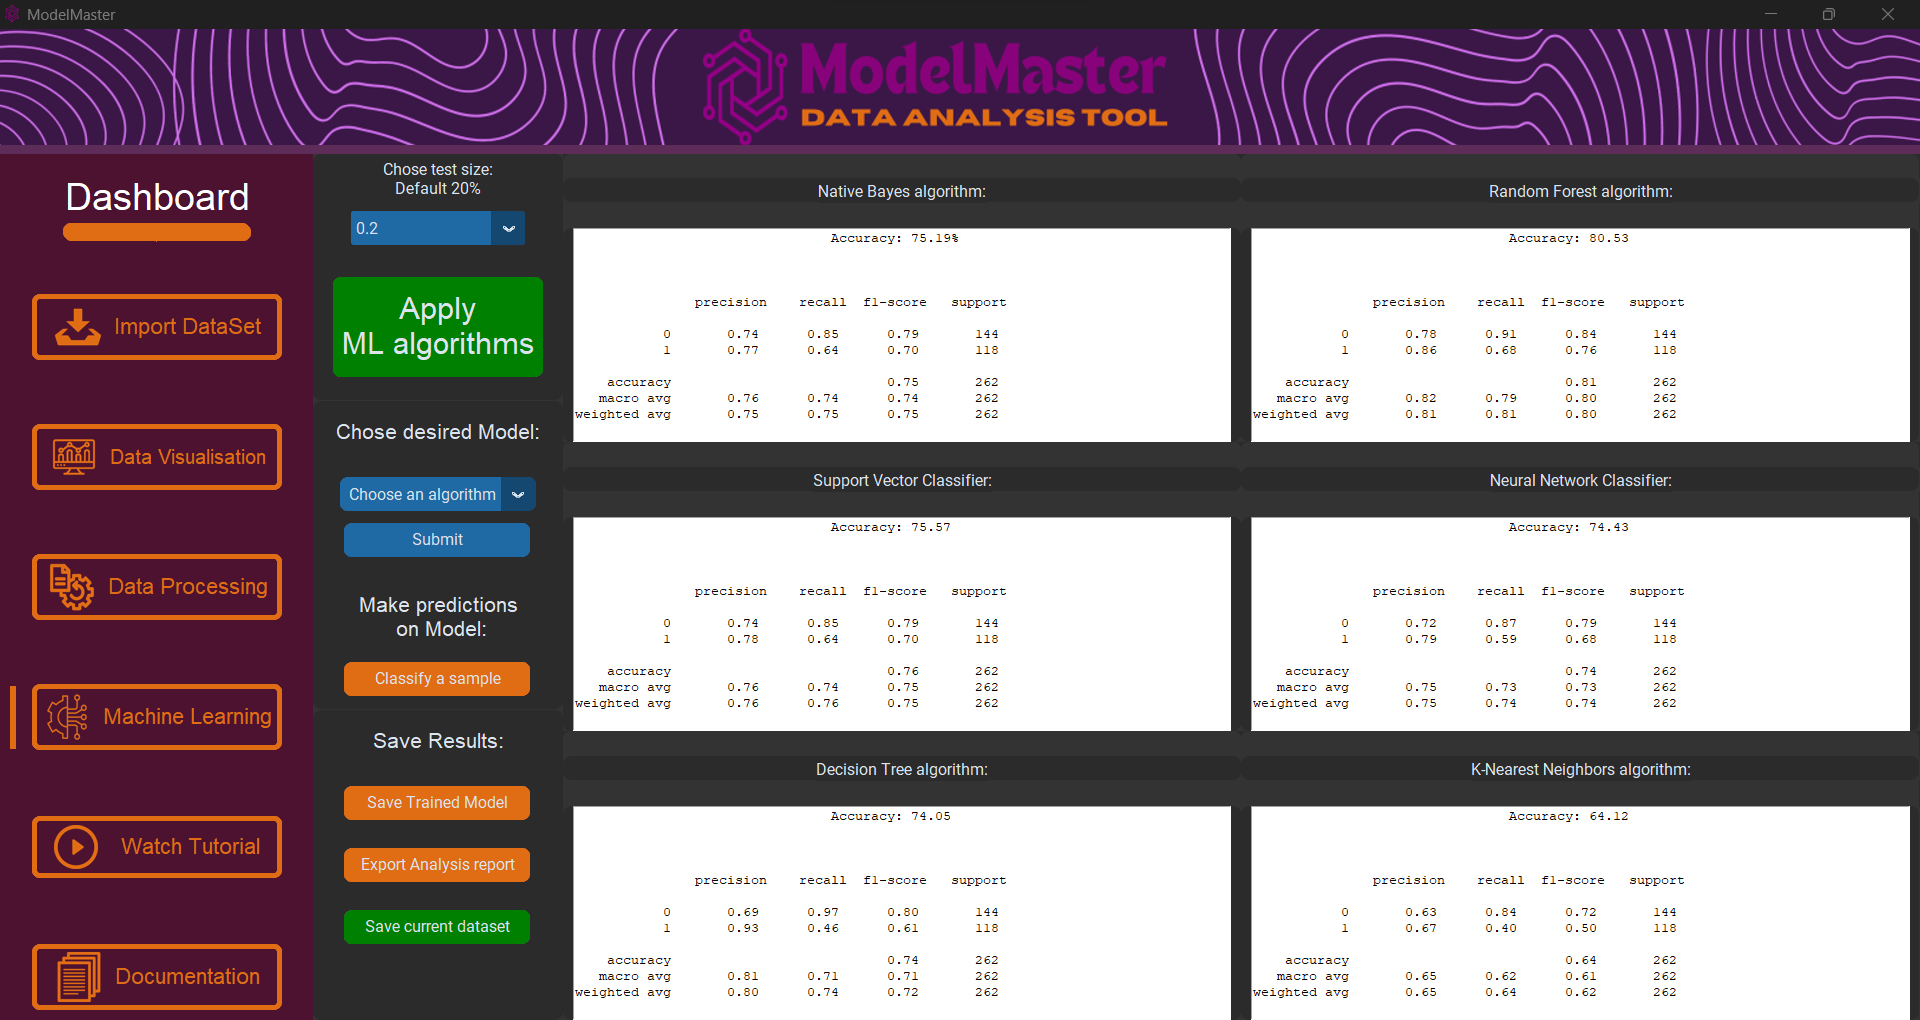 ModelMaster
ModelMaster
DATA ANALYSIS TOOL
Dashboard
Import DataSet
Data Visualisation
Data Processing
Machine Learning
Watch Tutorial
Documentation
Chose test size:
Default 20%
0.2
Apply
ML algorithms
Chose desired Model:
Choose an algorithm
Submit
Make predictions
on Model:
Classify a sample
Save Results:
Save Trained Model
Export Analysis report
Save current dataset
Native Bayes algorithm:
Accuracy: 75.19%
precision recall f1-score support
0 0.74 0.85 0.79 144
1 0.77 0.64 0.70 118
accuracy 0.75 262
macro avg 0.76 0.74 0.74 262
weighted avg 0.75 0.75 0.75 262
Random Forest algorithm:
Accuracy: 80.53
precision recall f1-score support
0 0.78 0.91 0.84 144
1 0.86 0.68 0.76 118
accuracy 0.81 262
macro avg 0.82 0.79 0.80 262
weighted avg 0.81 0.81 0.80 262
Support Vector Classifier:
Accuracy: 75.57
precision recall f1-score support
0 0.74 0.85 0.79 144
1 0.78 0.64 0.70 118
accuracy 0.76 262
macro avg 0.76 0.74 0.75 262
weighted avg 0.76 0.76 0.75 262
Neural Network Classifier:
Accuracy: 74.43
precision recall f1-score support
0 0.72 0.87 0.79 144
1 0.79 0.59 0.68 118
accuracy 0.74 262
macro avg 0.75 0.73 0.73 262
weighted avg 0.75 0.74 0.74 262
Decision Tree algorithm:
Accuracy: 74.05
precision recall f1-score support
0 0.69 0.97 0.80 144
1 0.93 0.46 0.61 118
accuracy 0.74 262
macro avg 0.81 0.71 0.71 262
weighted avg 0.80 0.74 0.72 262
K-Nearest Neighbors algorithm:
Accuracy: 64.12
precision recall f1-score support
0 0.63 0.84 0.72 144
1 0.67 0.40 0.50 118
accuracy 0.64 262
macro avg 0.65 0.62 0.61 262
weighted avg 0.65 0.64 0.62 262